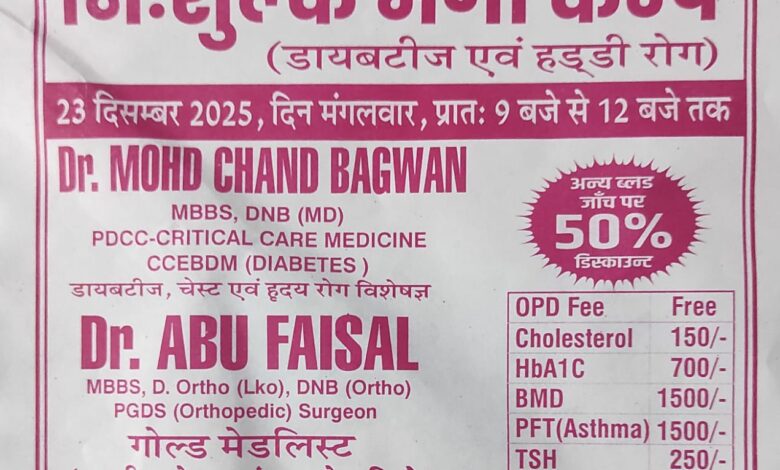 निःशुल्क
(डायबटीज एवं हड्डी रोग)
23 दिसम्बर 2025, दिन मंगलवार, प्रातः 9 बजे से 12 बजे तक
Dr. MOHD CHAND BAGWAN
MBBS, DNB (MD)
PDCC-CRITICAL CARE MEDICINE
CCEBDM (DIABETES )
डायबटीज, चेस्ट एवं हृदय रोग विशेषज्ञ
अन्य ब्लड
जाँच पर
50%
डिस्काउन्ट
Dr. ABU FAISAL
MBBS, D. Ortho (Lko), DNB (Ortho)
PGDS (Orthopedic) Surgeon
गोल्ड मेडलिस्ट
OPD Fee Free
Cholesterol 150/-
HbA1C 700/-
BMD 1500/-
PFT(Asthma) 1500/-
TSH 250/-